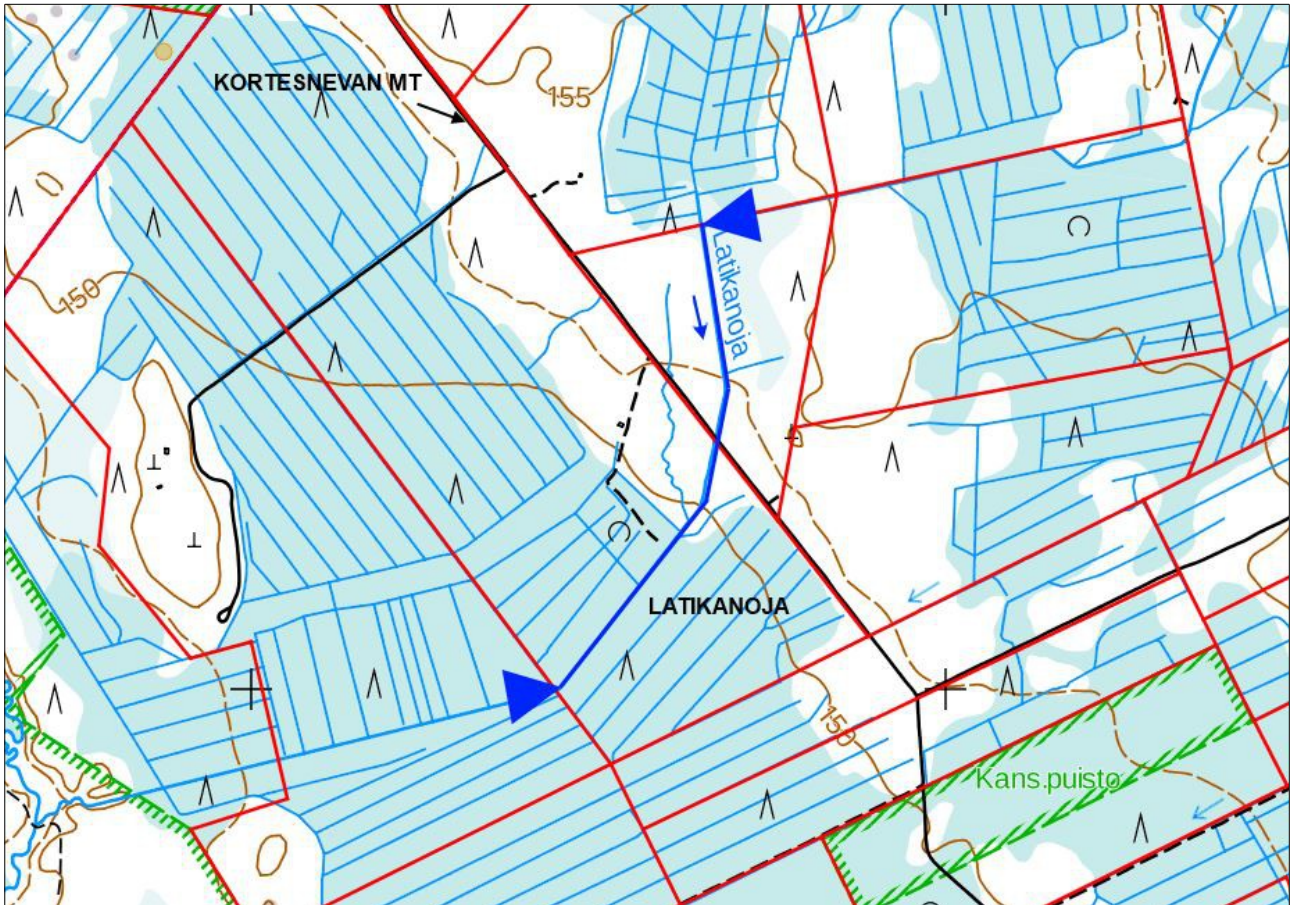 KORTESNEVAN MT
155
150
Latikanoja
LATIKANOJA
150
Kans.puisto